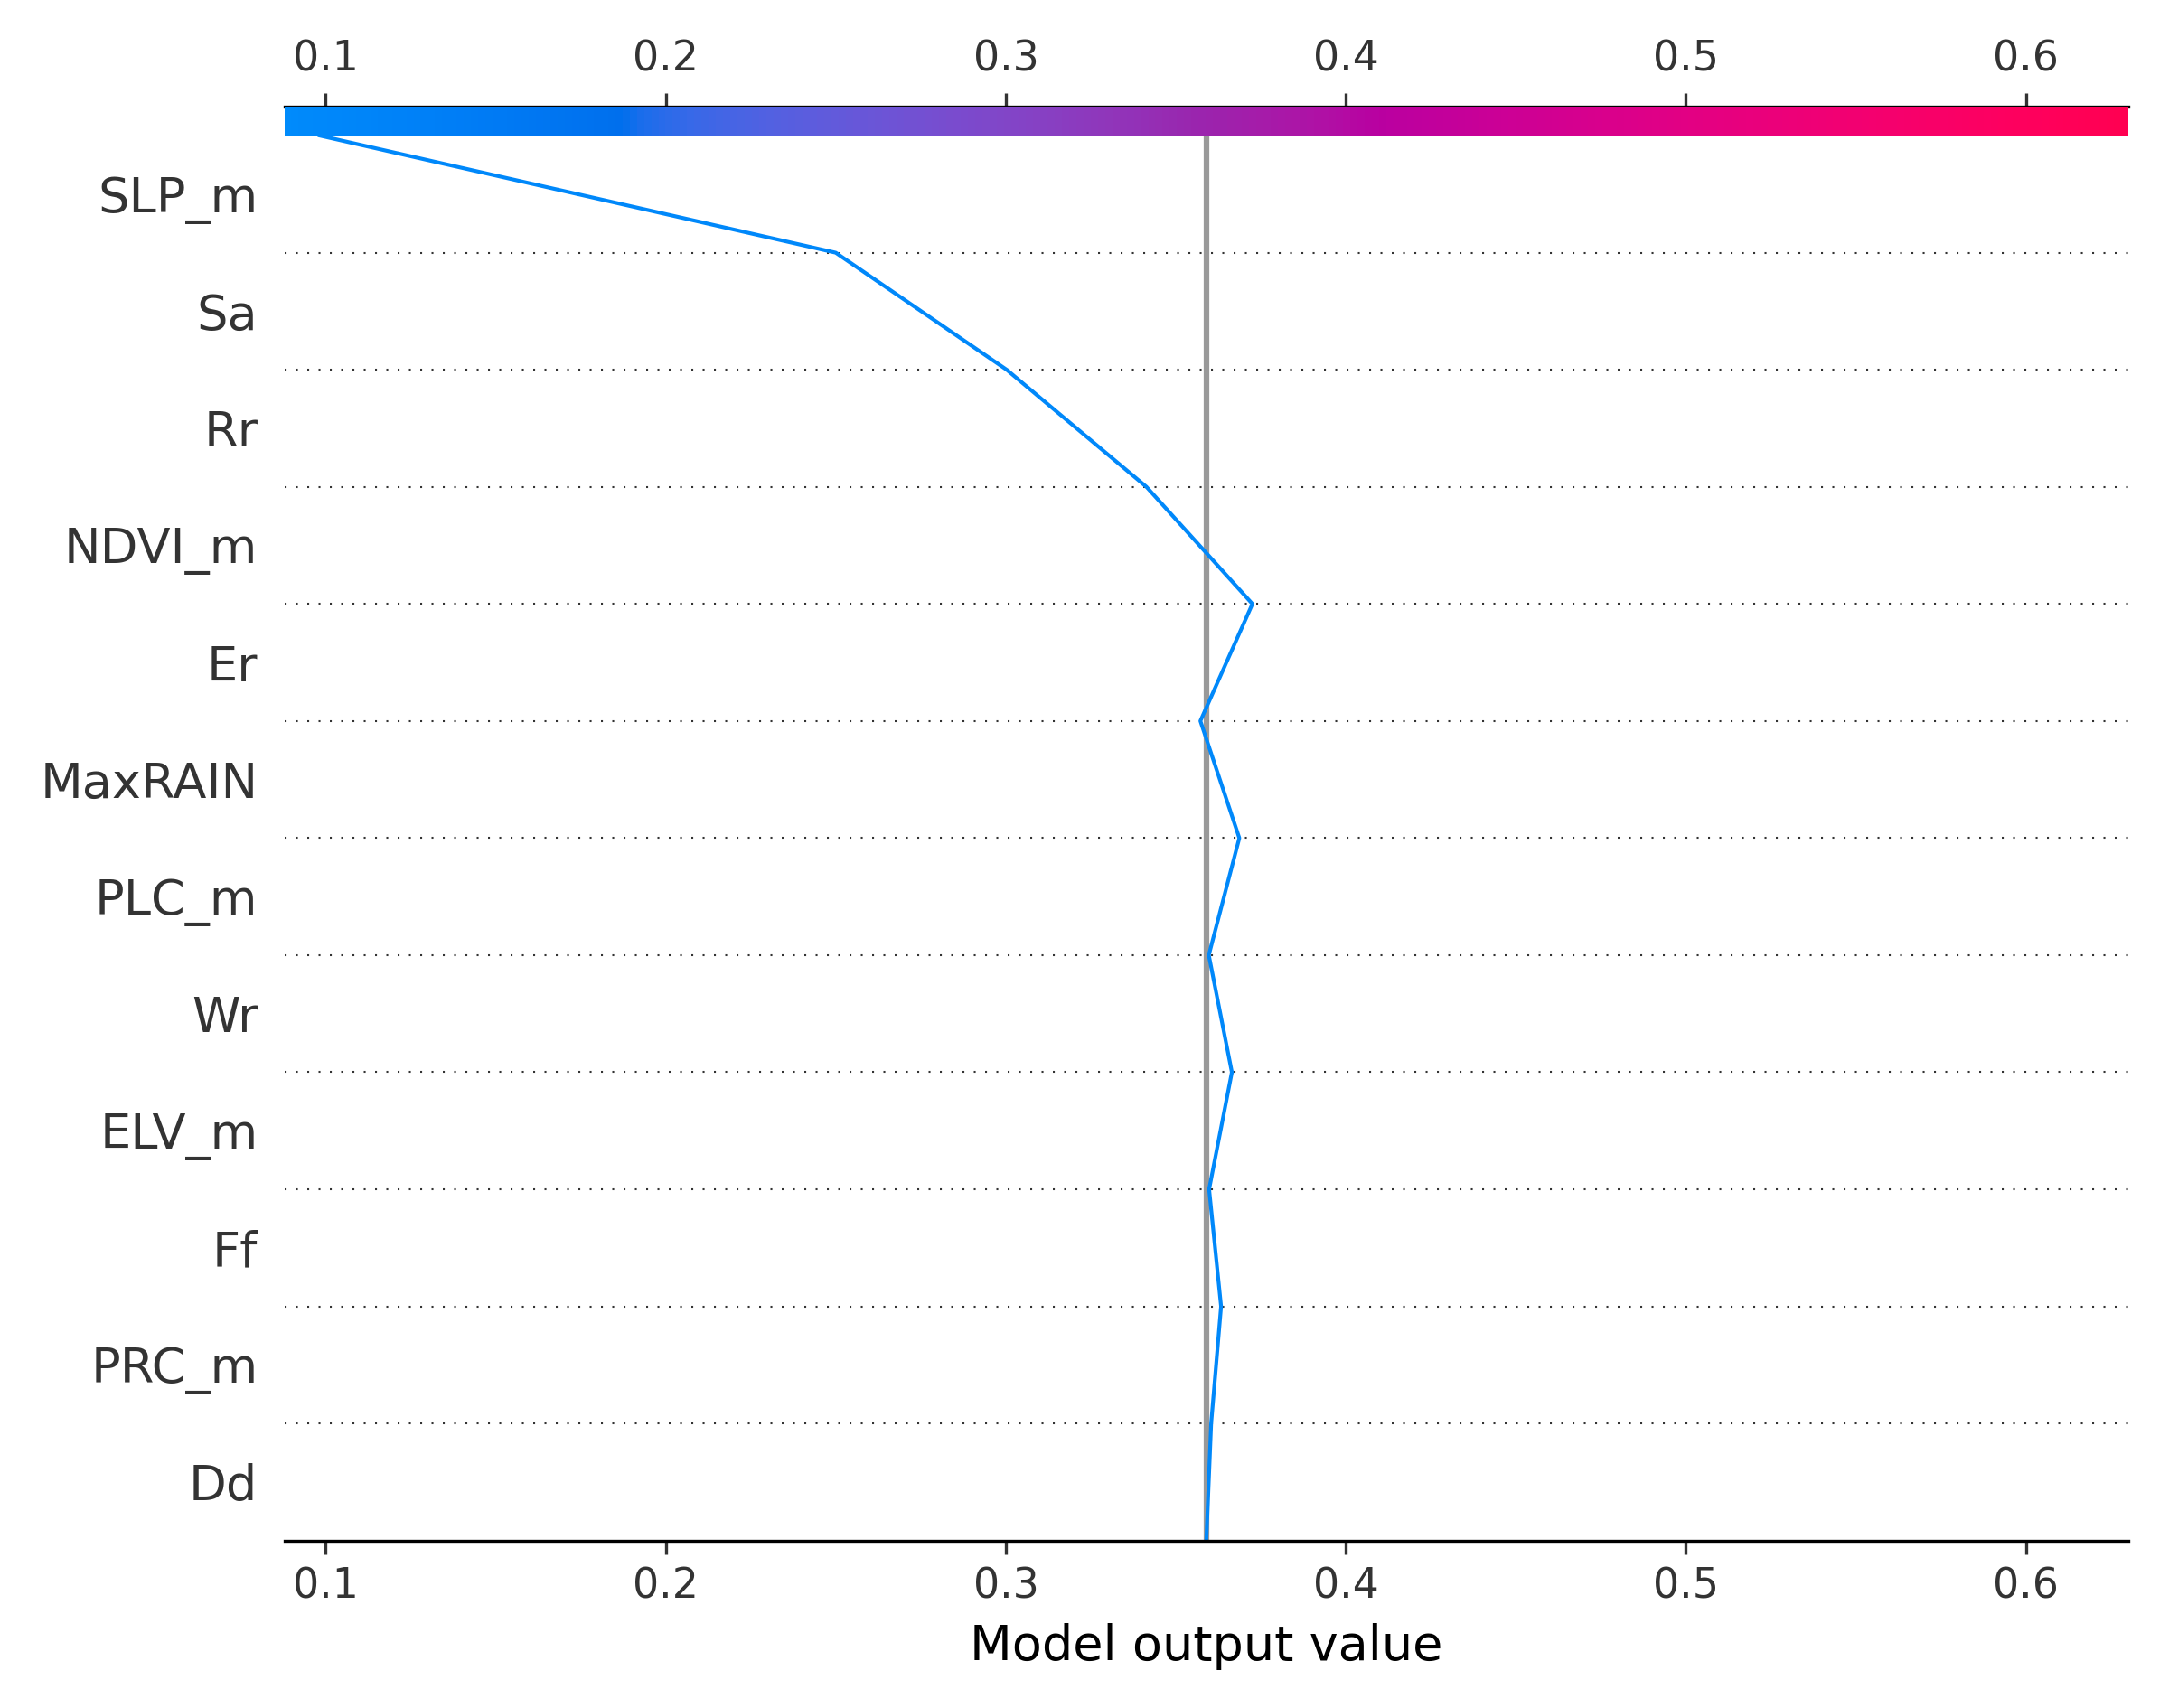 0.1 0.2 0.3 0.4 0.5 0.6
SLP_m
Sa
Rr
NDVI_m
Er
MaxRAIN
PLC_m
Wr
ELV_m
Ff
PRC_m
Dd
0.1 0.2 0.3 0.4 0.5 0.6
Model output value